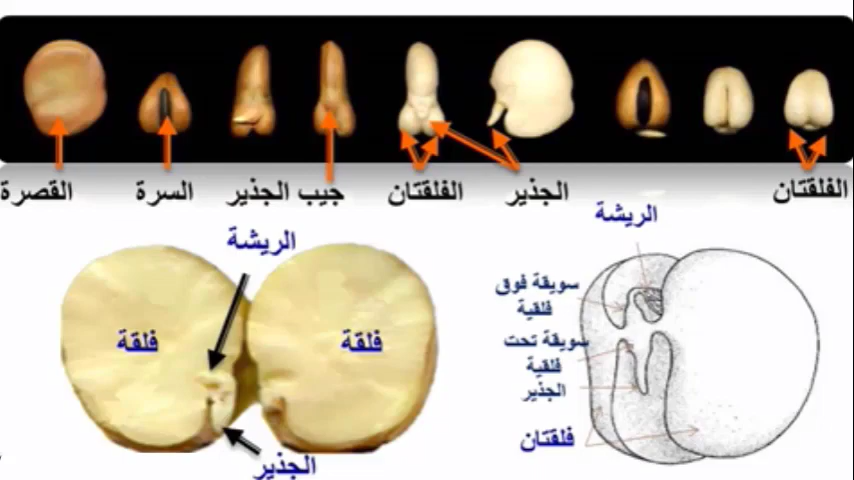 الفلقتان
الجذير
الفلقتان
جيب الجذير
السرة
القصرة
الريشة
سويقة فوق
فلقية
سويقة تحت
فلقية
الجذير
فلقتان
الريشة
فلقة
فلقة
الجذير